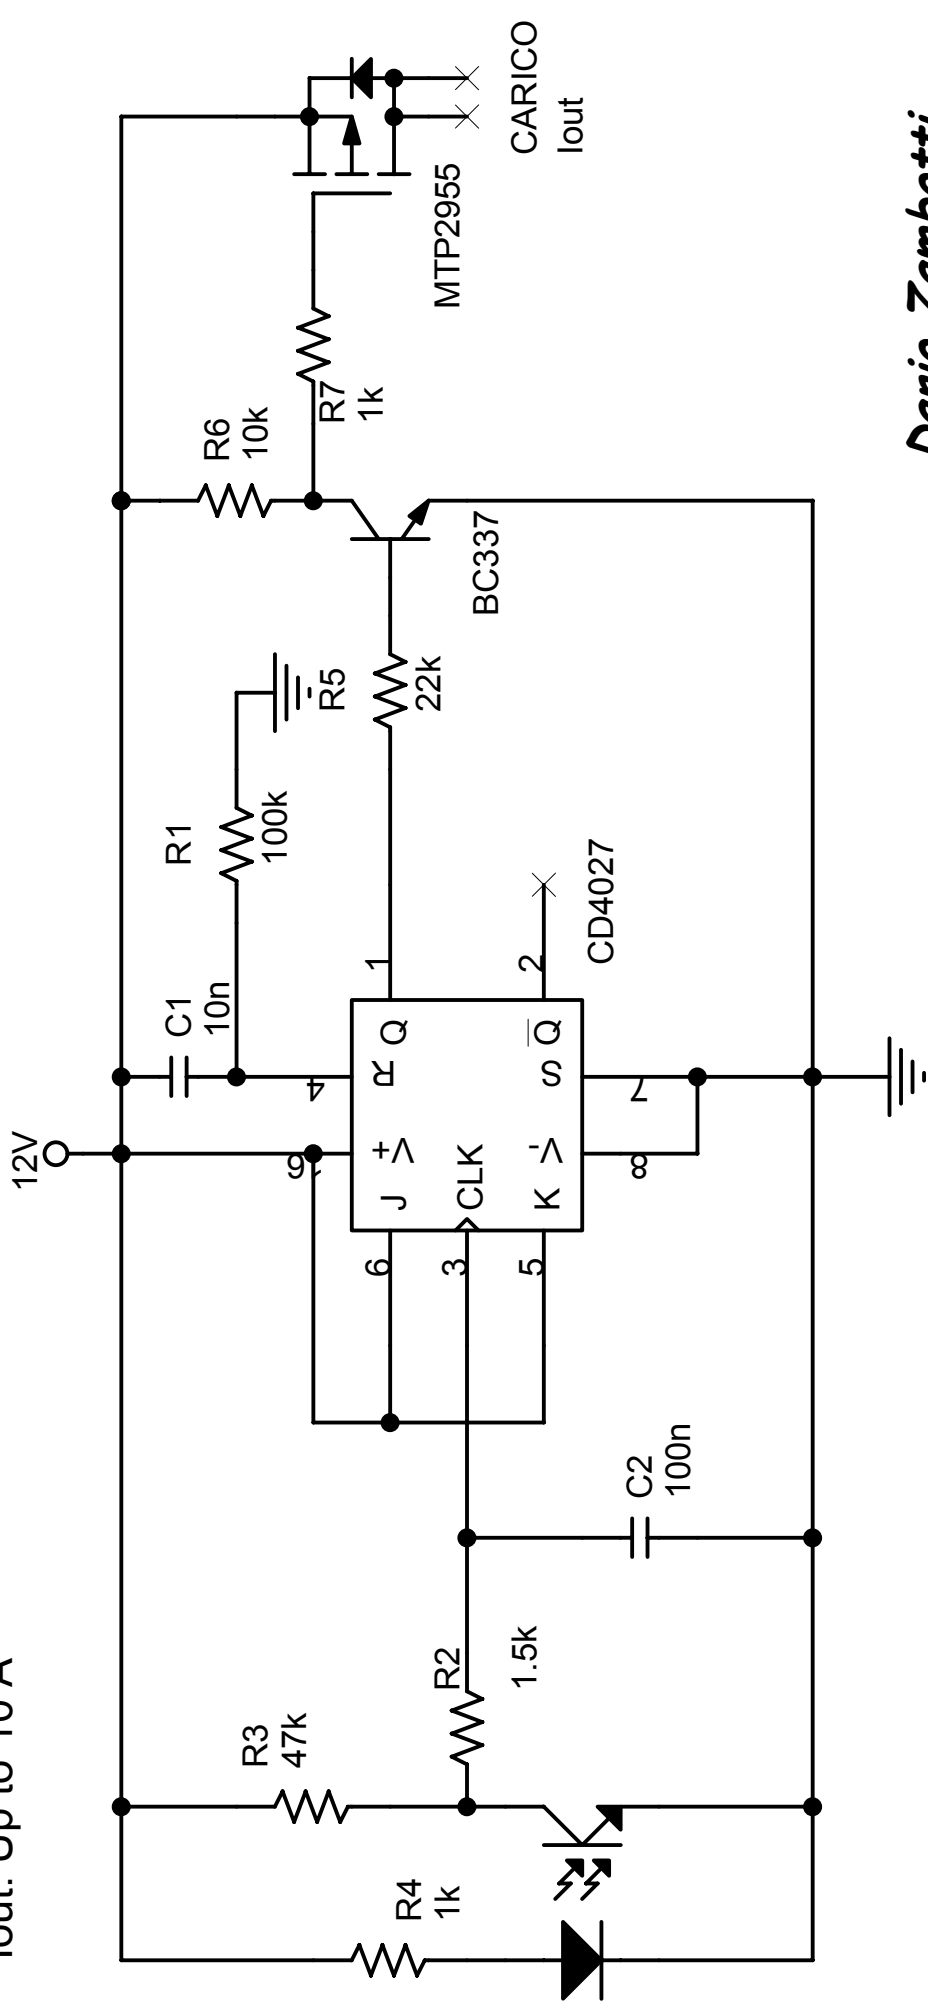 Iout: Up to 10 A
12V
R4
1k
R3
47k
R2
1.5k
C2
100n
6
3
5
16
4
8
7
1
2
J
CLK
K
V+
R
V-
S
Q
Q
CD4027
C1
10n
R1
100k
R5
22k
BC337
R6
10k
R7
1k
MTP2955
CARICO
Iout
Dario Zambotti